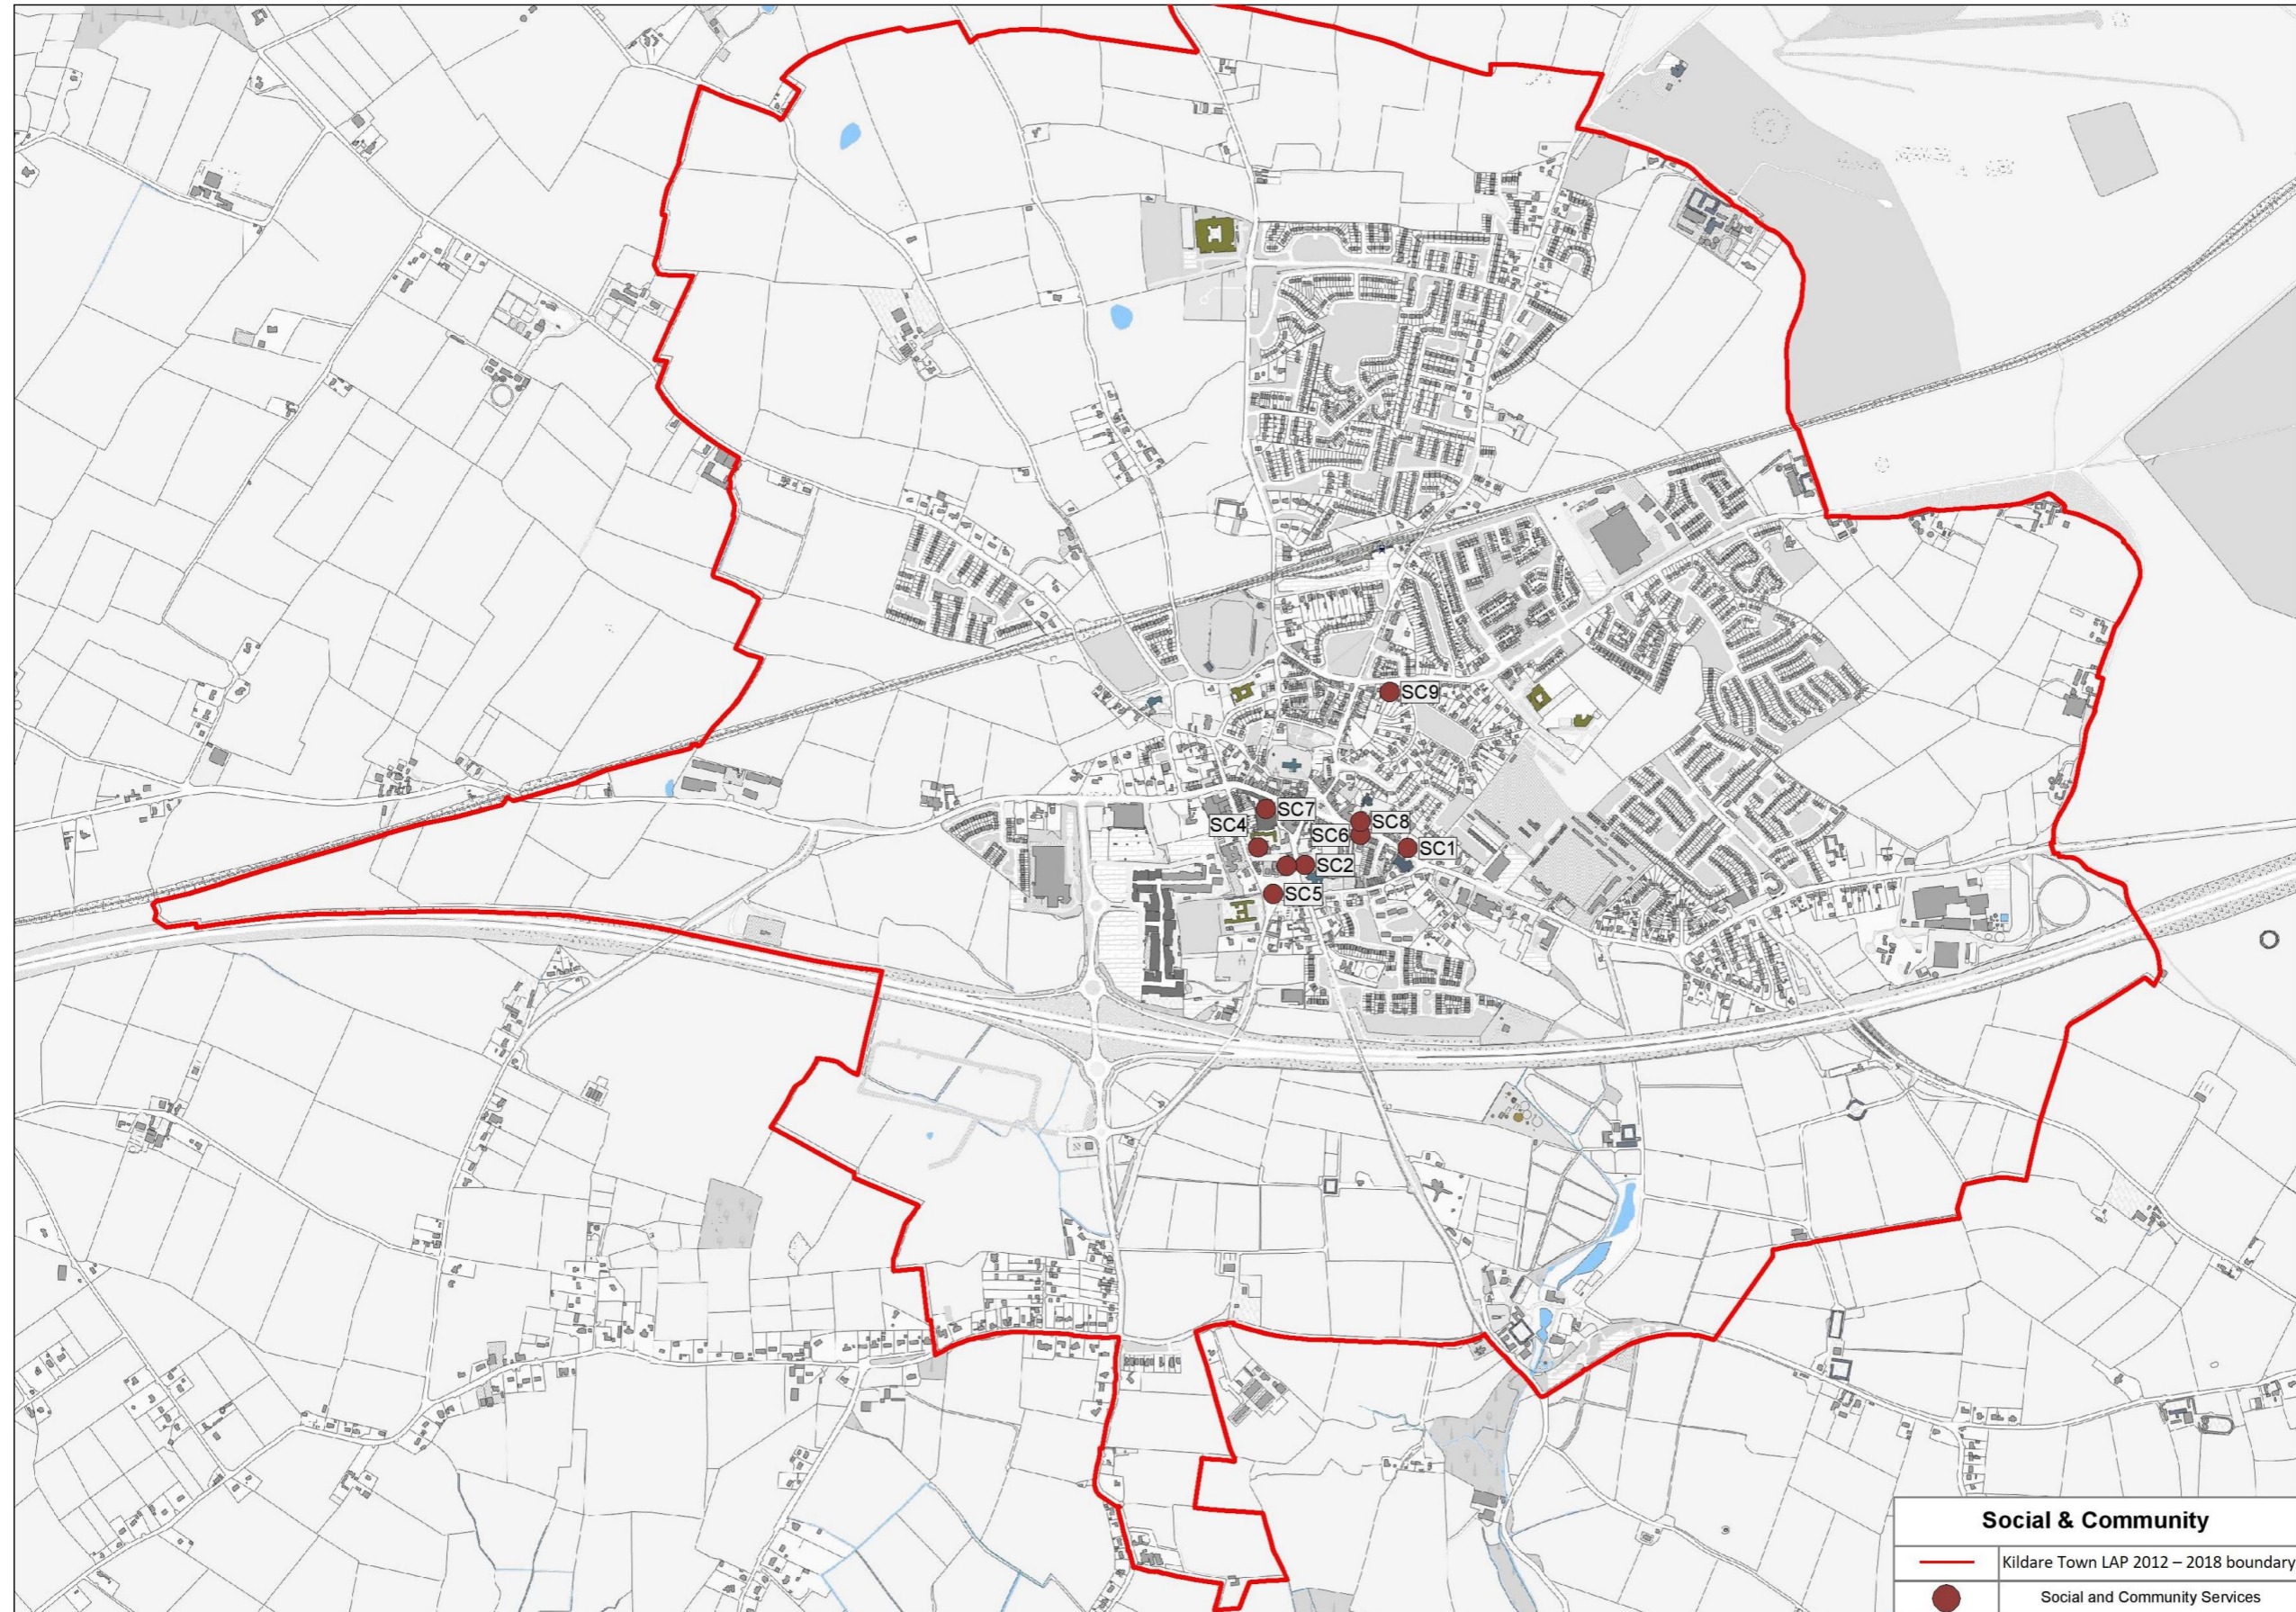 SC9
SC7
SC4
SC8
SC6
SC1
SC2
SC5
Social & Community
Kildare Town LAP 2012 – 2018 boundary
Social and Community Services